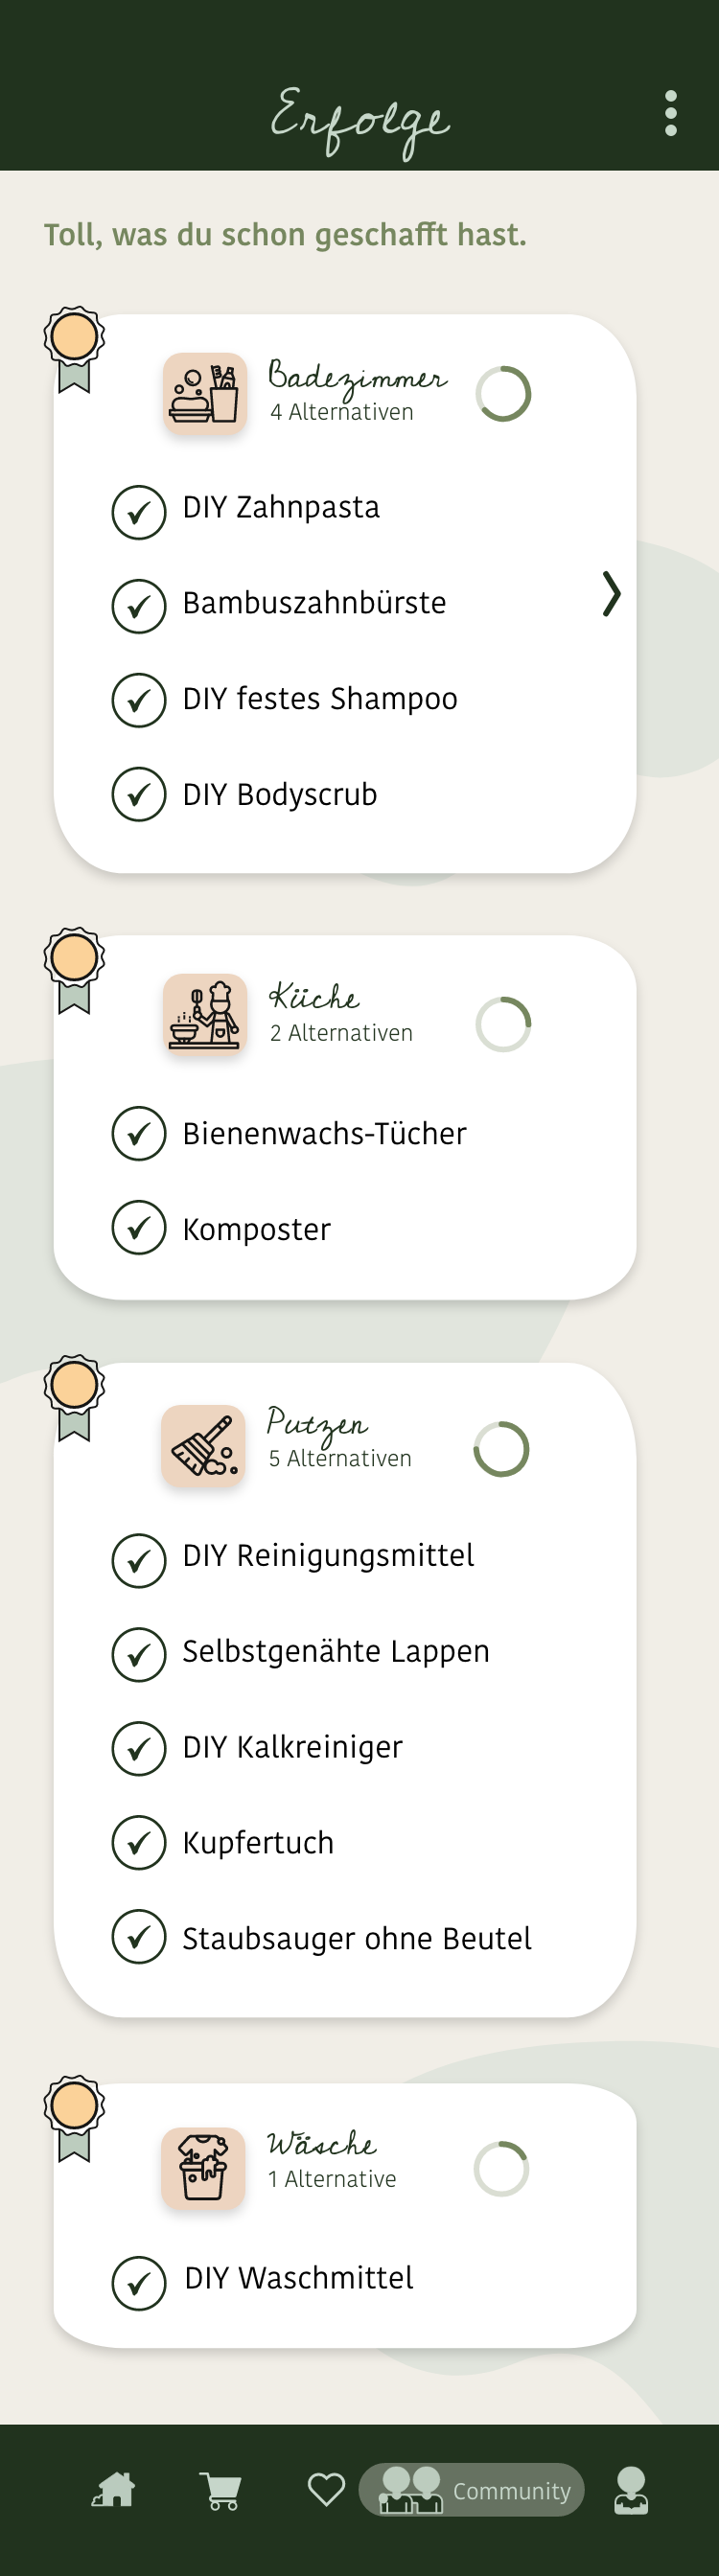 Erfolge
Toll, was du schon geschafft hast.
Badezimmer
4 Alternativen
DIY Zahnpasta
Bambuszahnbürste
DIY festes Shampoo
DIY Bodyscrub
Küche
2 Alternativen
Bienenwachs-Tücher
Komposter
Putzen
5 Alternativen
DIY Reinigungsmittel
Selbstgenähte Lappen
DIY Kalkreiniger
Kupfertuch
Staubsauger ohne Beutel
Wäsche
1 Alternative
DIY Waschmittel
Community